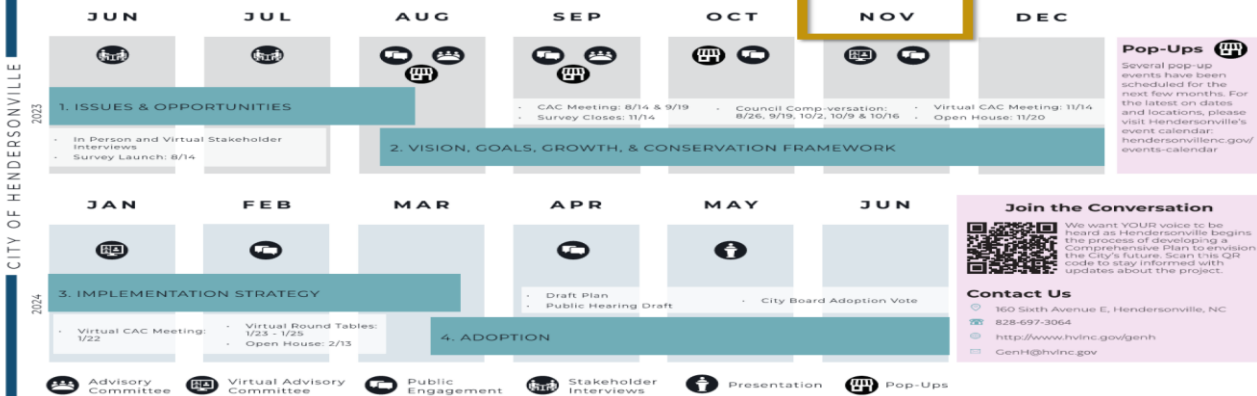 CITY OF HENDERSONVILLE
JUN JUL AUG SEP OCT NOV DEC
2023
1. ISSUES & OPPORTUNITIES
• In Person and Virtual Stakeholder
Interviews
• Survey Launch: 8/14
• CAC Meeting: 8/14 & 9/19
• Survey Closes: 11/14
• Council Comp-versation:
8/26, 9/19, 10/2, 10/9 & 10/16
• Virtual CAC Meeting: 11/14
• Open House: 11/20
2. VISION, GOALS, GROWTH, & CONSERVATION FRAMEWORK
Pop-Ups
Several pop-up
events have been
scheduled for the
next few months. For
the latest on dates
and locations, please
visit Hendersonville's
event calendar:
hendersonvillenc.gov/
events-calendar
JAN FEB MAR APR MAY JUN
2024
3. IMPLEMENTATION STRATEGY
• Virtual CAC Meeting:
1/22
• Virtual Round Tables:
1/23 - 1/25
• Open House: 2/13
• Draft Plan
• Public Hearing Draft
• City Board Adoption Vote
4. ADOPTION
Join the Conversation
We want YOUR voice to be
heard as Hendersonville begins
the process of developing a
Comprehensive Plan to envision
the City's future. Scan this QR
code to stay informed with
updates about the project.
Contact Us
160 Sixth Avenue E, Hendersonville, NC
828-697-3064
http://www.hvlnc.gov/genh
GenH@hvlnc.gov
Advisory
Committee
Virtual Advisory
Committee
Public
Engagement
Stakeholder
Interviews
Presentation
Pop-Ups